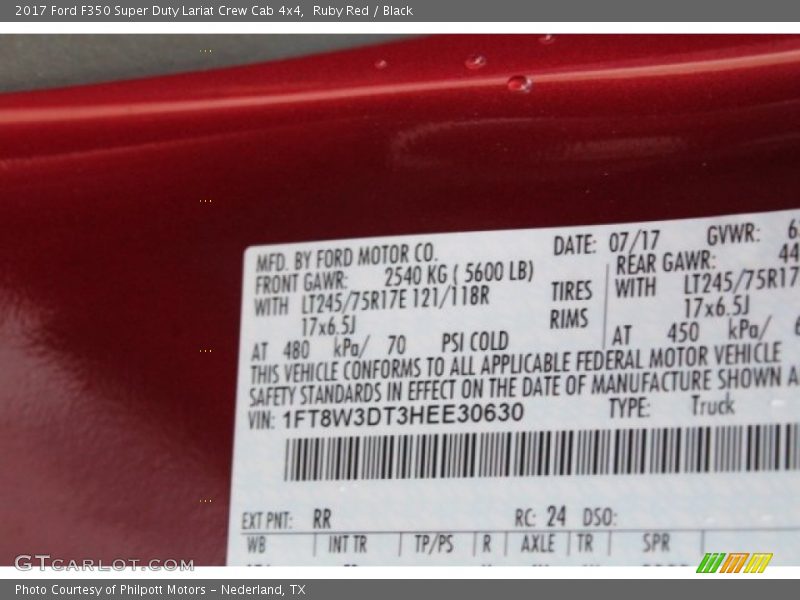 2017 Ford F350 Super Duty Lariat Crew Cab 4x4, Ruby Red / Black
MFD. BY FORD MOTOR CO. DATE: 07/17 GVWR:
FRONT GAWR: 2540 KG ( 5600 LB) REAR GAWR:
WITH LT245/75R17E 121/118R TIRES WITH LT245/75R17
17x6.5J RIMS 17x6.5J
AT 480 kPa/ 70 PSI COLD AT 450 kPa/
THIS VEHICLE CONFORMS TO ALL APPLICABLE FEDERAL MOTOR VEHICLE
SAFETY STANDARDS IN EFFECT ON THE DATE OF MANUFACTURE SHOWN A
VIN: 1FT8W3DT3HEE30630 TYPE: Truck
EXT PNT: RR RC: 24 DSO:
WB INT TR TP/PS R AXLE TR SPR
GTCARLOT.COM
Photo Courtesy of Philpott Motors - Nederland, TX